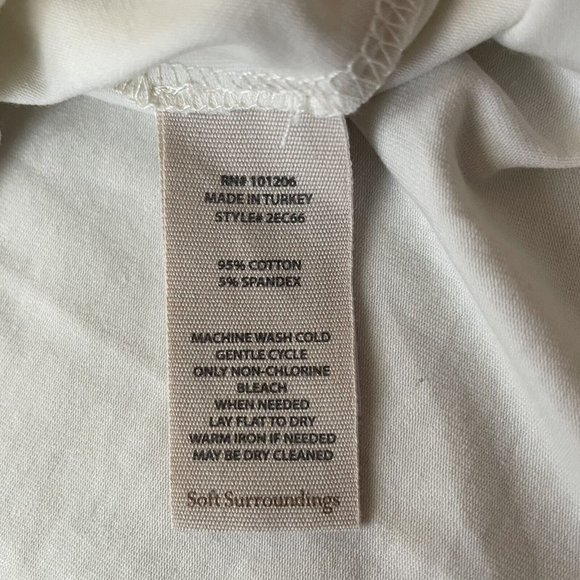 RN# 101206
MADE IN TURKEY
STYLE# 2EC66
95% COTTON
5% SPANDEX
MACHINE WASH COLD
GENTLE CYCLE
ONLY NON-CHLORINE
BLEACH
WHEN NEEDED
LAY FLAT TO DRY
WARM IRON IF NEEDED
MAY BE DRY CLEANED
Soft Surroundings